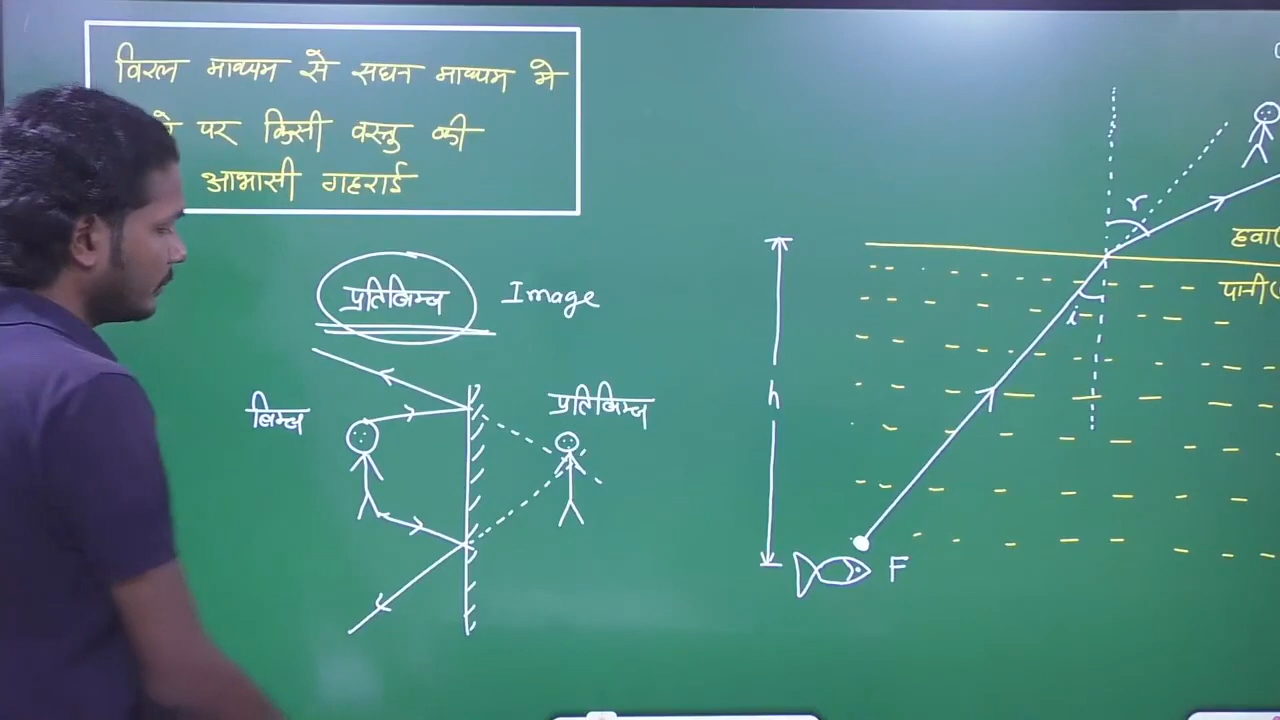 विरल माध्यम से सघन माध्यम मे
पर किसी वस्तु की
आभासी गहराई
प्रतिबिम्ब Image
बिम्ब
प्रतिबिम्ब
r
हवा
पानी
i
h
F